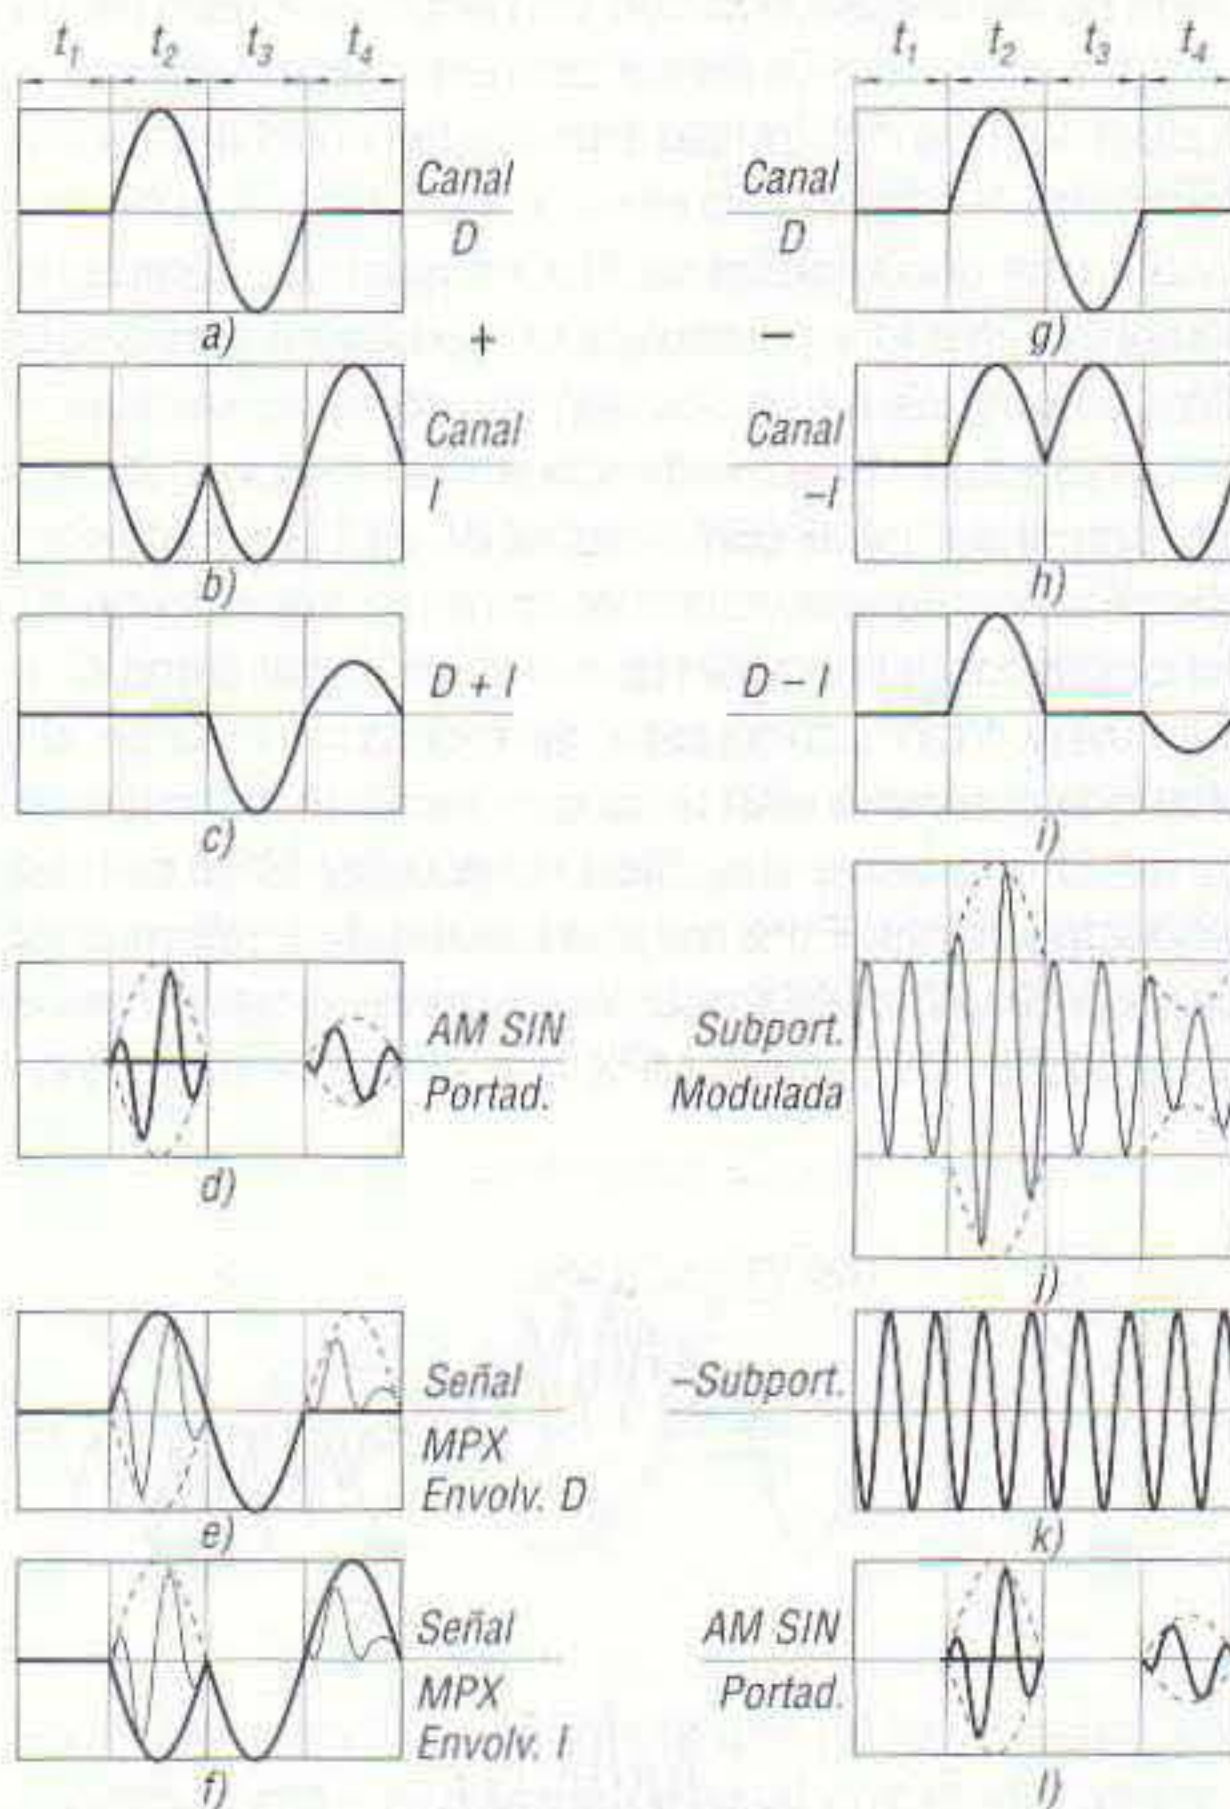 t1 t2 t3 t4
Canal
D
a)
+
Canal
I
b)
D + I
c)
AM SIN
Portad.
d)
Señal
MPX
Envolv. D
e)
Señal
MPX
Envolv. I
f)
t1 t2 t3 t4
Canal
D
g)
−
Canal
−I
h)
D − I
i)
Subport.
Modulada
j)
−Subport.
k)
AM SIN
Portad.
l)